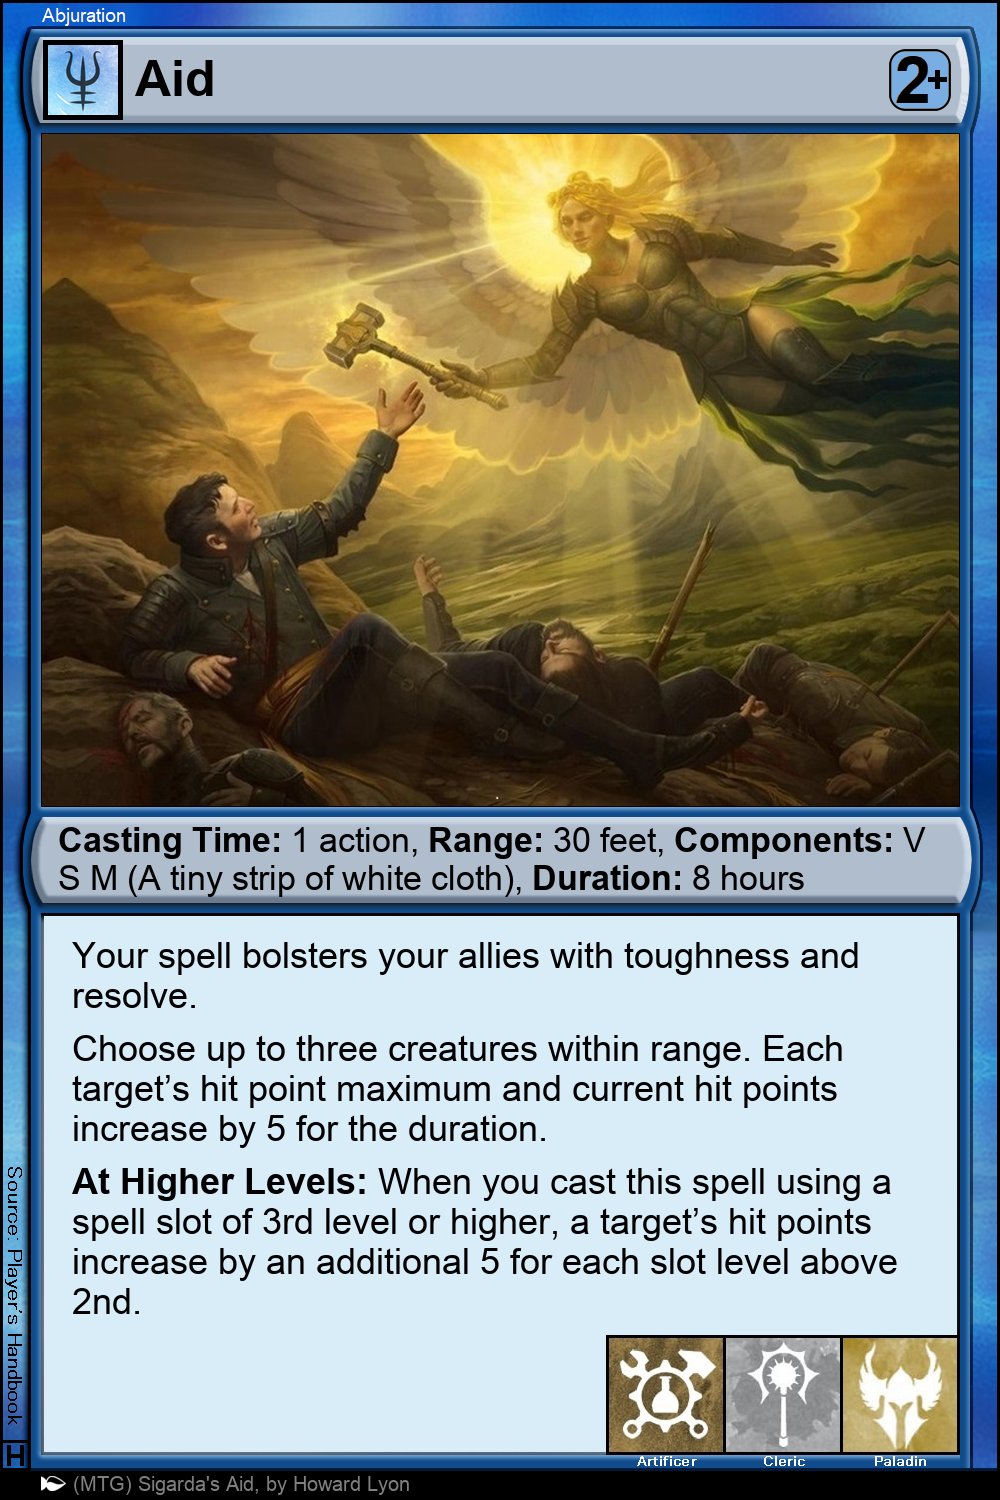 Abjuration
Aid
2+
Casting Time: 1 action, Range: 30 feet, Components: V
S M (A tiny strip of white cloth), Duration: 8 hours
Your spell bolsters your allies with toughness and
resolve.
Choose up to three creatures within range. Each
target’s hit point maximum and current hit points
increase by 5 for the duration.
At Higher Levels: When you cast this spell using a
spell slot of 3rd level or higher, a target’s hit points
increase by an additional 5 for each slot level above
2nd.
Source: Player's Handbook
H
Artificer
Cleric
Paladin
(MTG) Sigarda's Aid, by Howard Lyon